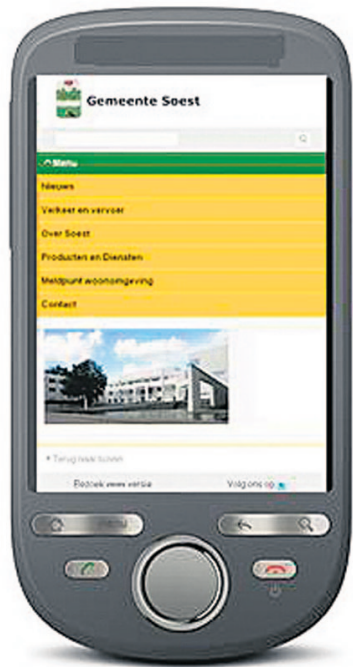 Gemeente Soest
Menu
Nieuws
Verkeer en vervoer
Over Soest
Producten en Diensten
Meldpunt woonomgeving
Contact
Terug naar boven
Bezoek www versie
Volg ons op
menu